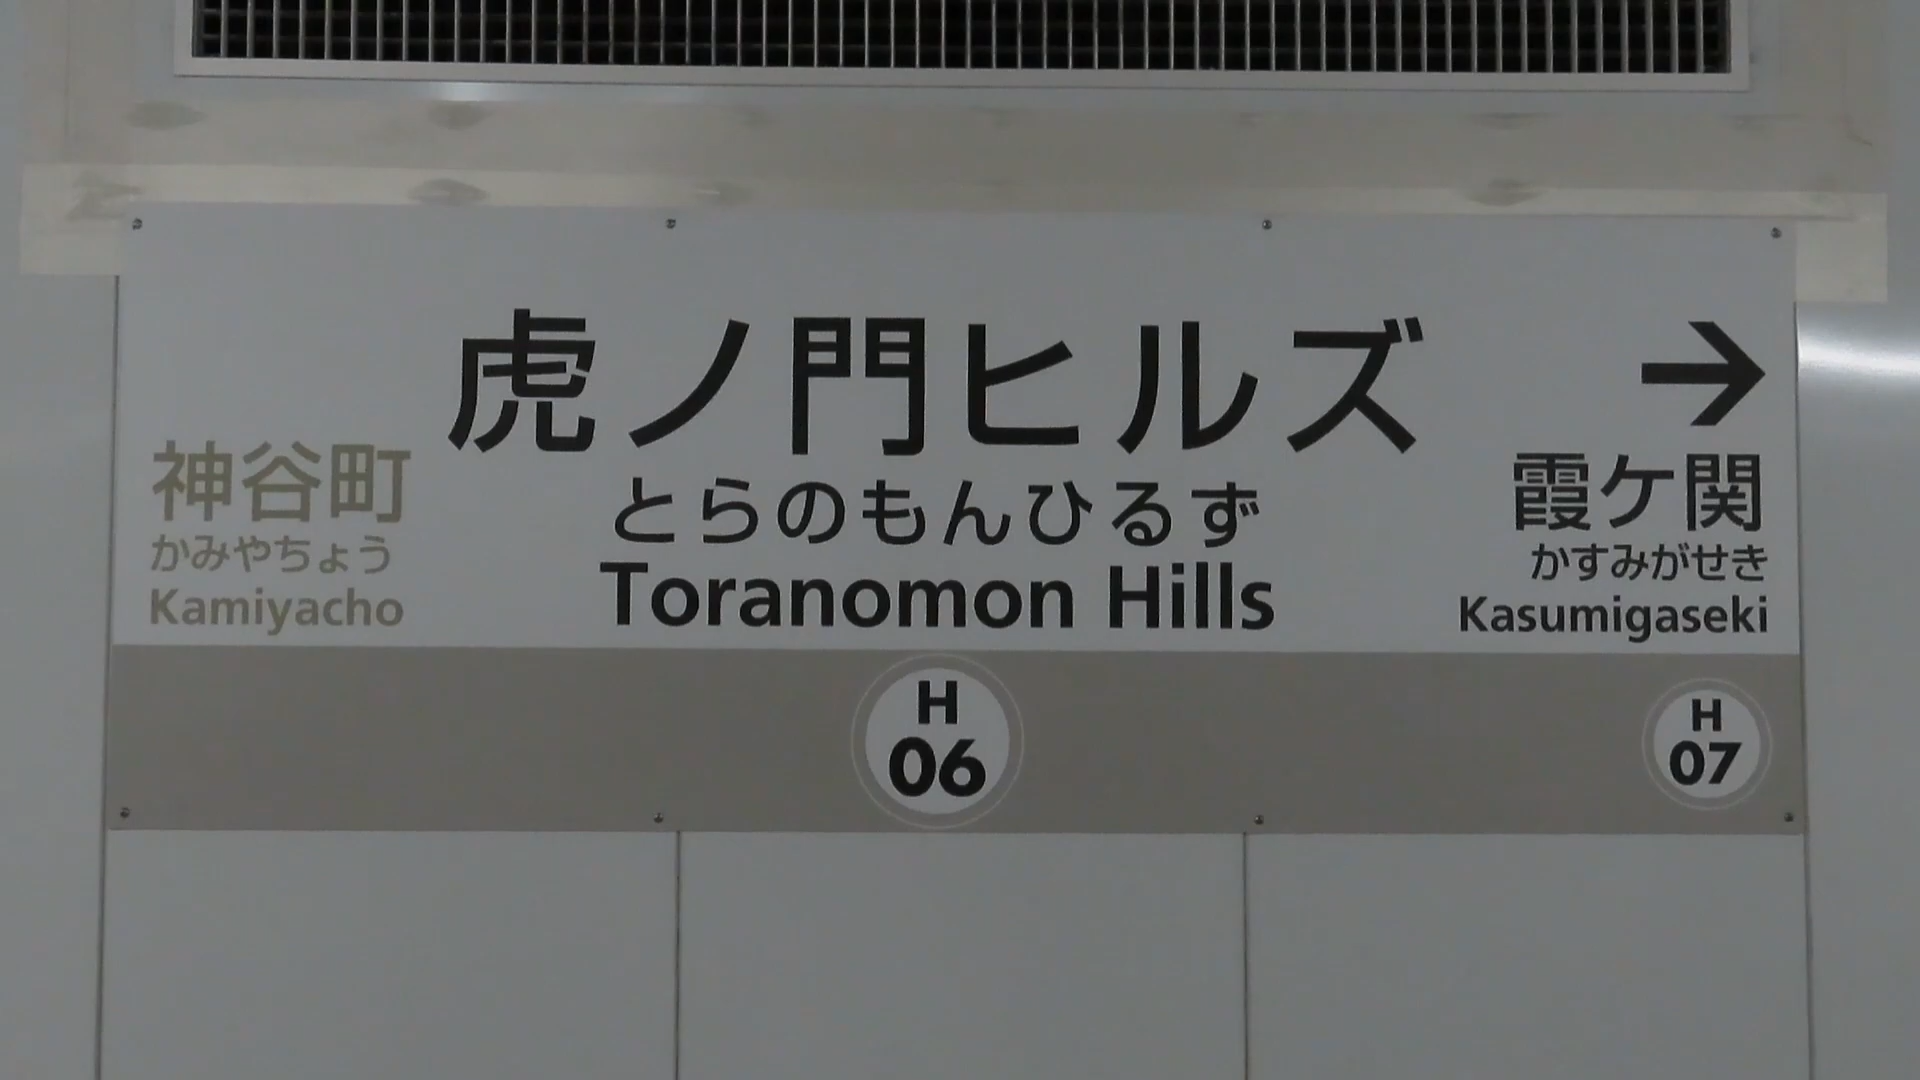 虎ノ門ヒルズ
とらのもんひるず
Toranomon Hills
神谷町
かみやちょう
Kamiyacho
→
霞ケ関
かすみがせき
Kasumigaseki
H
06
H
07